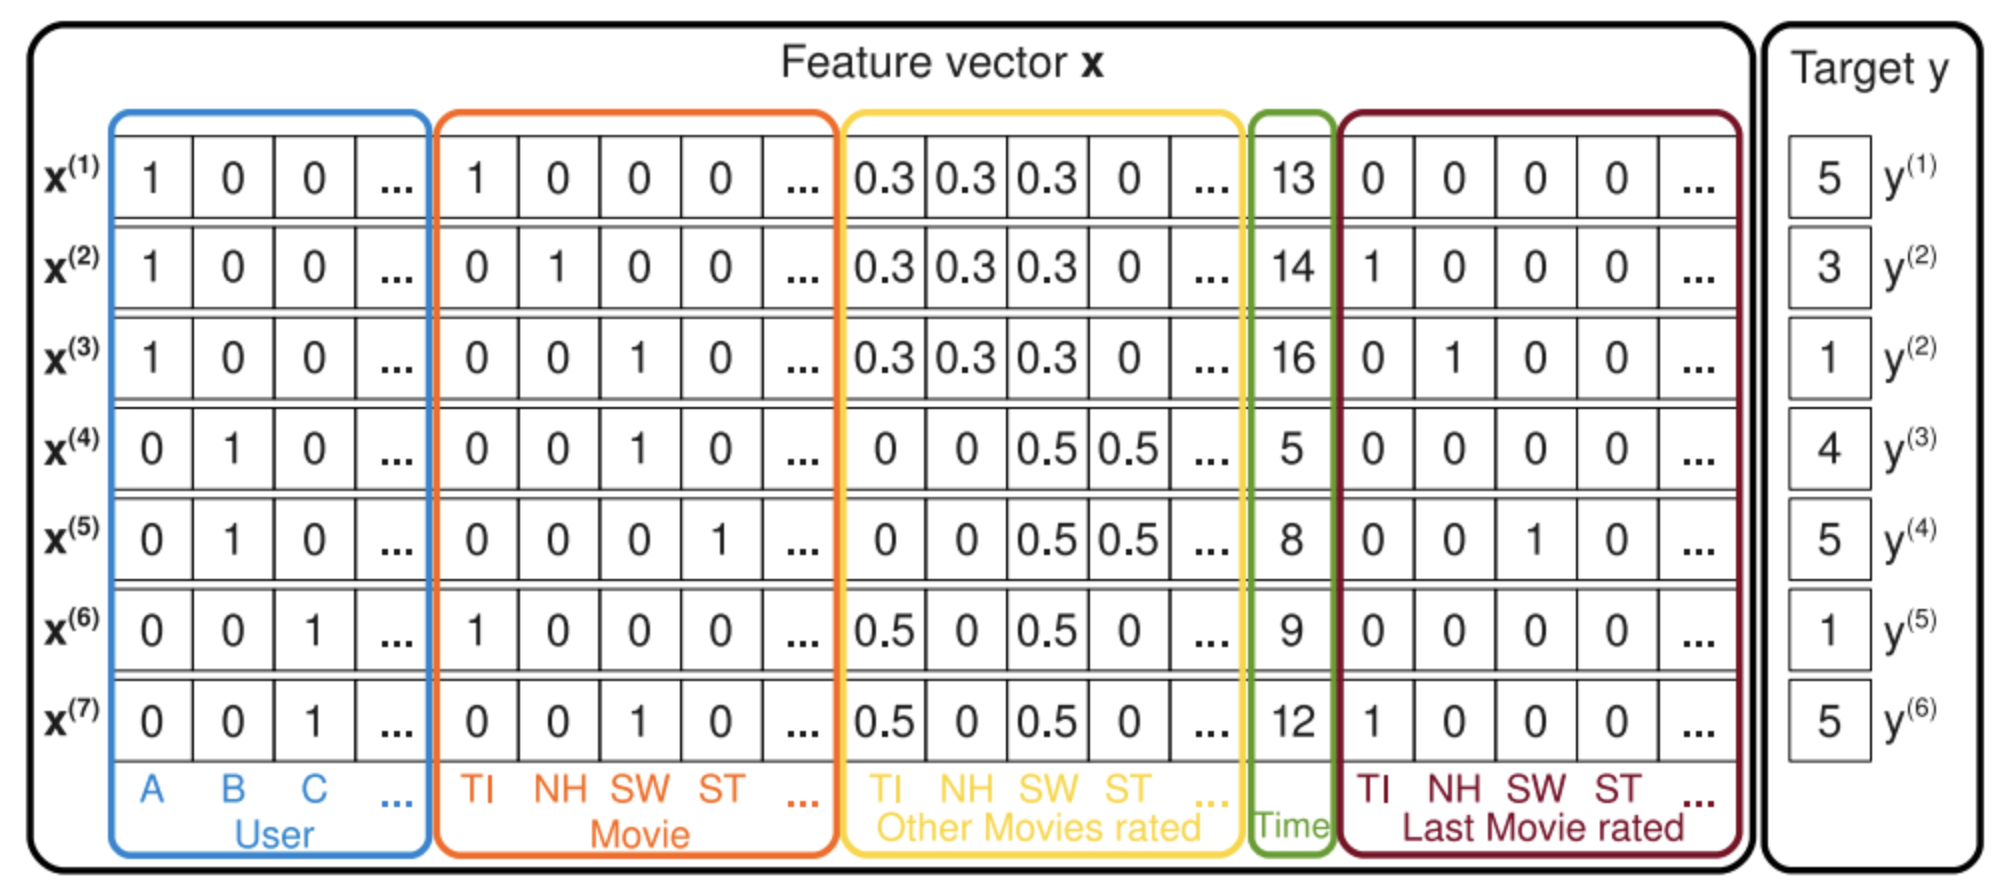 Feature vector x
Target y
x(1) 1 0 0 ... 1 0 0 0 ... 0.3 0.3 0.3 0 ... 13 0 0 0 0 ... 5 y(1)
x(2) 1 0 0 ... 0 1 0 0 ... 0.3 0.3 0.3 0 ... 14 1 0 0 0 ... 3 y(2)
x(3) 1 0 0 ... 0 0 1 0 ... 0.3 0.3 0.3 0 ... 16 0 1 0 0 ... 1 y(2)
x(4) 0 1 0 ... 0 0 1 0 ... 0 0 0.5 0.5 ... 5 0 0 0 0 ... 4 y(3)
x(5) 0 1 0 ... 0 0 0 1 ... 0 0 0.5 0.5 ... 8 0 0 1 0 ... 5 y(4)
x(6) 0 0 1 ... 1 0 0 0 ... 0.5 0 0.5 0 ... 9 0 0 0 0 ... 1 y(5)
x(7) 0 0 1 ... 0 0 1 0 ... 0.5 0 0.5 0 ... 12 1 0 0 0 ... 5 y(6)
A B C ... TI NH SW ST ... TI NH SW ST ... TI NH SW ST ...
User Movie Other Movies rated Time Last Movie rated